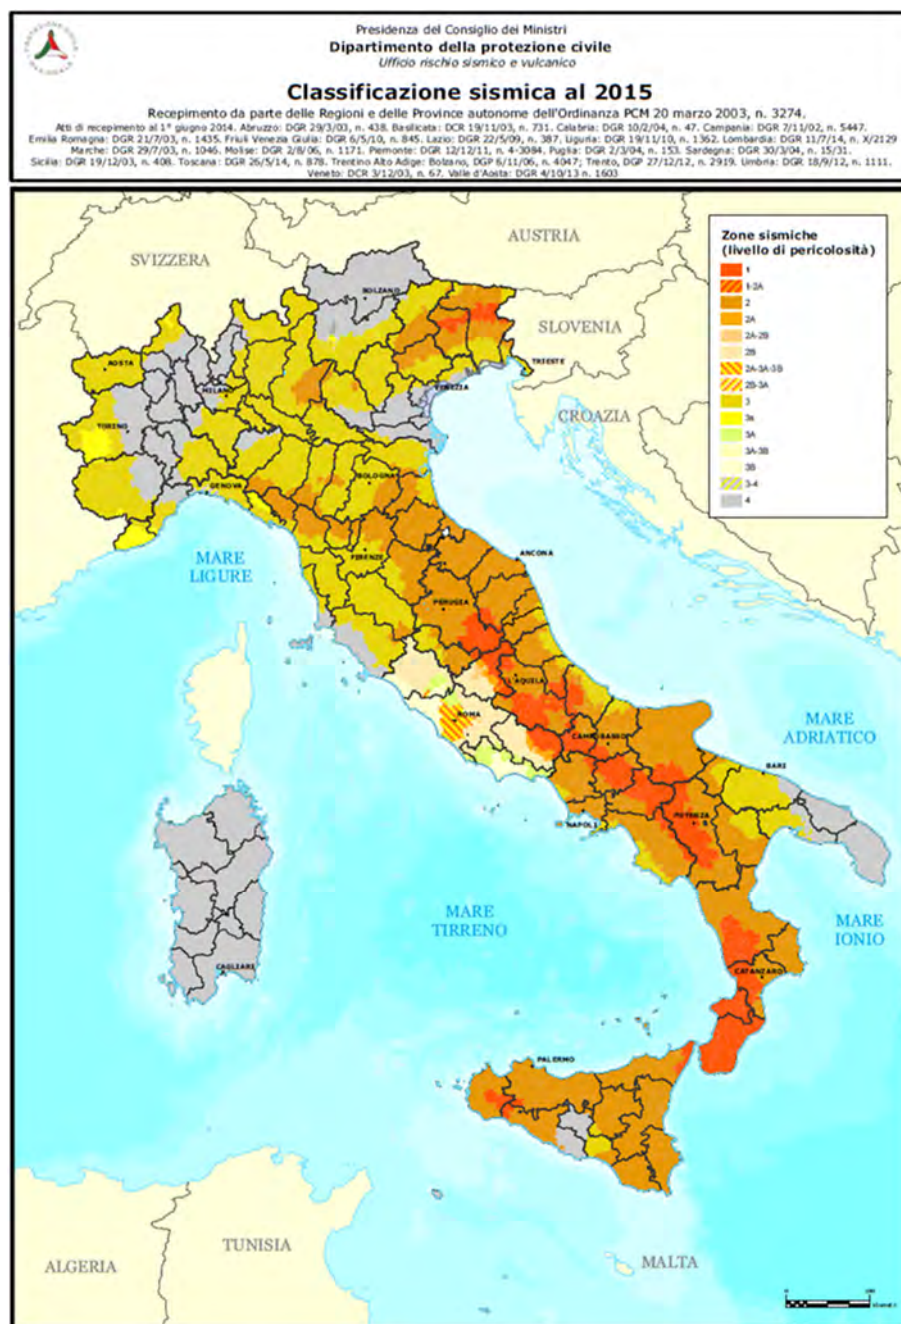 Presidenza del Consiglio dei Ministri
Dipartimento della protezione civile
Ufficio rischio sismico e vulcanico
Classificazione sismica al 2015
Recepimento da parte delle Regioni e delle Province autonome dell'Ordinanza PCM 20 marzo 2003, n. 3274.
Atti di recepimento al 1° giugno 2014. Abruzzo: DGR 29/3/03, n. 438. Basilicata: DCR 19/11/03, n. 731. Calabria: DGR 10/2/04, n. 47. Campania: DGR 7/11/02, n. 5447.
Emilia Romagna: DGR 21/7/03, n. 1435. Friuli Venezia Giulia: DGR 6/5/10, n. 845. Lazio: DGR 22/5/09, n. 387. Liguria: DGR 19/11/10, n. 1362. Lombardia: DGR 11/7/14, n. X/2129
Marche: DGR 29/7/03, n. 1046. Molise: DGR 2/8/06, n. 1171. Piemonte: DGR 12/12/11, n. 4-3084. Puglia: DGR 2/3/04, n. 153. Sardegna: DGR 30/3/04, n. 15/31.
Sicilia: DGR 19/12/03, n. 408. Toscana: DGR 26/5/14, n. 878. Trentino Alto Adige: Bolzano, DGP 6/11/06, n. 4047; Trento, DGP 27/12/12, n. 2919. Umbria: DGR 18/9/12, n. 1111.
Veneto: DCR 3/12/03, n. 67. Valle d'Aosta: DGR 4/10/13 n. 1603
Zone sismiche
(livello di pericolosità)
1
1-2A
2
2A
2A-2B
2B
2A-3A-3B
2B-3A
3
3s
3A
3A-3B
3B
3-4
4
AUSTRIA
SVIZZERA
BOLZANO
SLOVENIA
AOSTA
TRIESTE
MILANO
VENEZIA
CROAZIA
TORINO
BOLOGNA
GENOVA
MARE
LIGURE
FIRENZE
ANCONA
PERUGIA
L'AQUILA
ROMA
MARE
ADRIATICO
CAMPOBASSO
BARI
NAPOLI
POTENZA
MARE
TIRRENO
MARE
IONIO
CAGLIARI
CATANZARO
PALERMO
TUNISIA
ALGERIA
MALTA